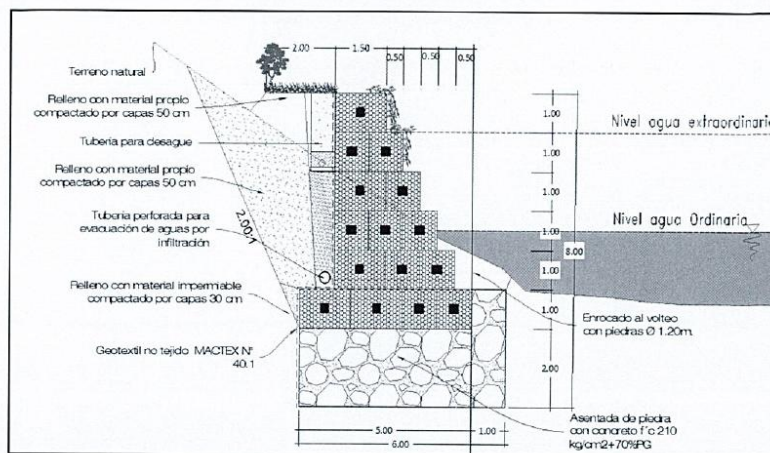 2.00
1.50
0.50
0.50
0.50
Terreno natural
Relleno con material propio
compactado por capas 50 cm
Tuberia para desague
Relleno con material propio
compactado por capas 50 cm
2.00:1
Tuberia perforada para
evacuación de aguas por
infiltración
Relleno con material impermiable
compactado por capas 30 cm
Geotextil no tejido MACTEX N°
40.1
1.00
1.00
1.00
1.00
1.00
1.00
2.00
8.00
Nivel agua extraordinario
Nivel agua Ordinaria
Enrocado al volteo
con piedras Ø 1.20m.
Asentada de piedra
con concreto f´c 210
kg/cm2+70%PG
5.00
1.00
6.00